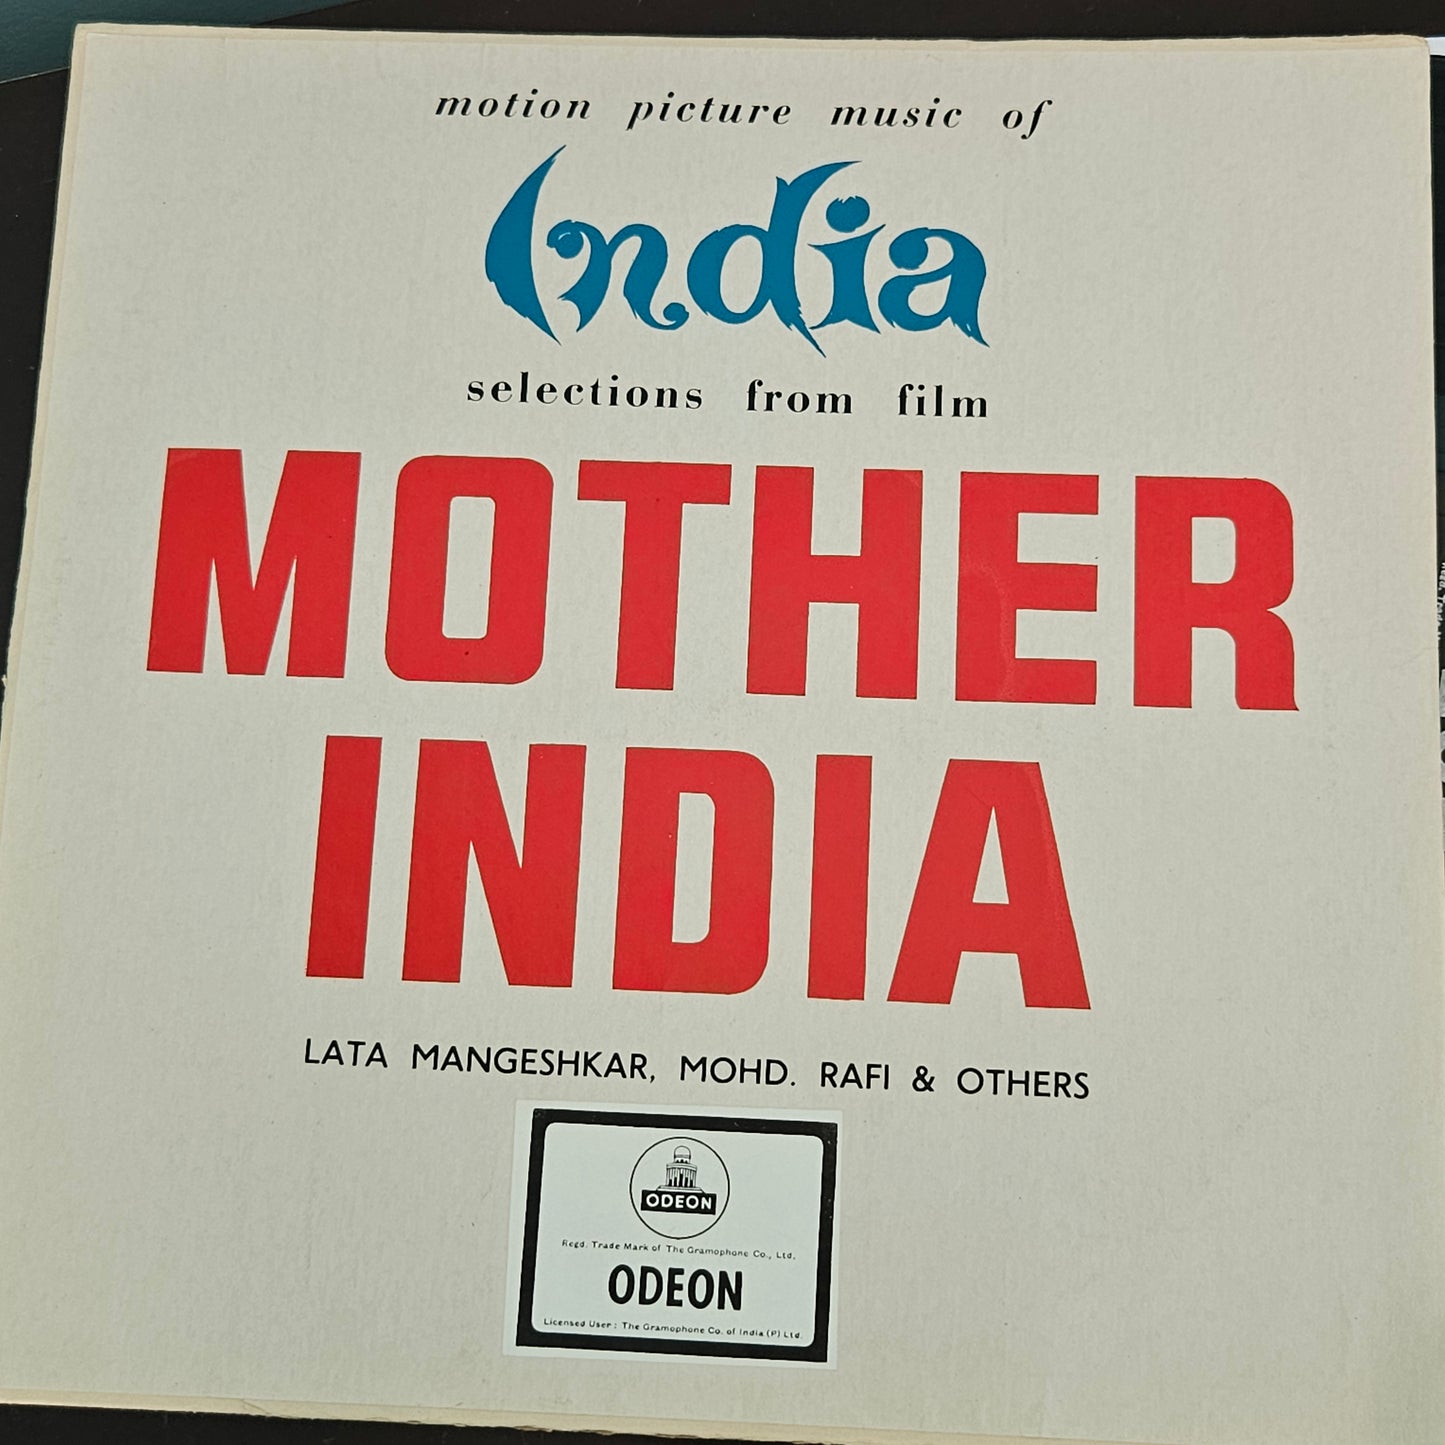 motion picture music of
India
selections from film
MOTHER
INDIA
LATA MANGESHKAR, MOHD. RAFI & OTHERS
ODEON
Regd. Trade Mark of The Gramophone Co., Ltd.
ODEON
Licensed User : The Gramophone Co. of India (P) Ltd.